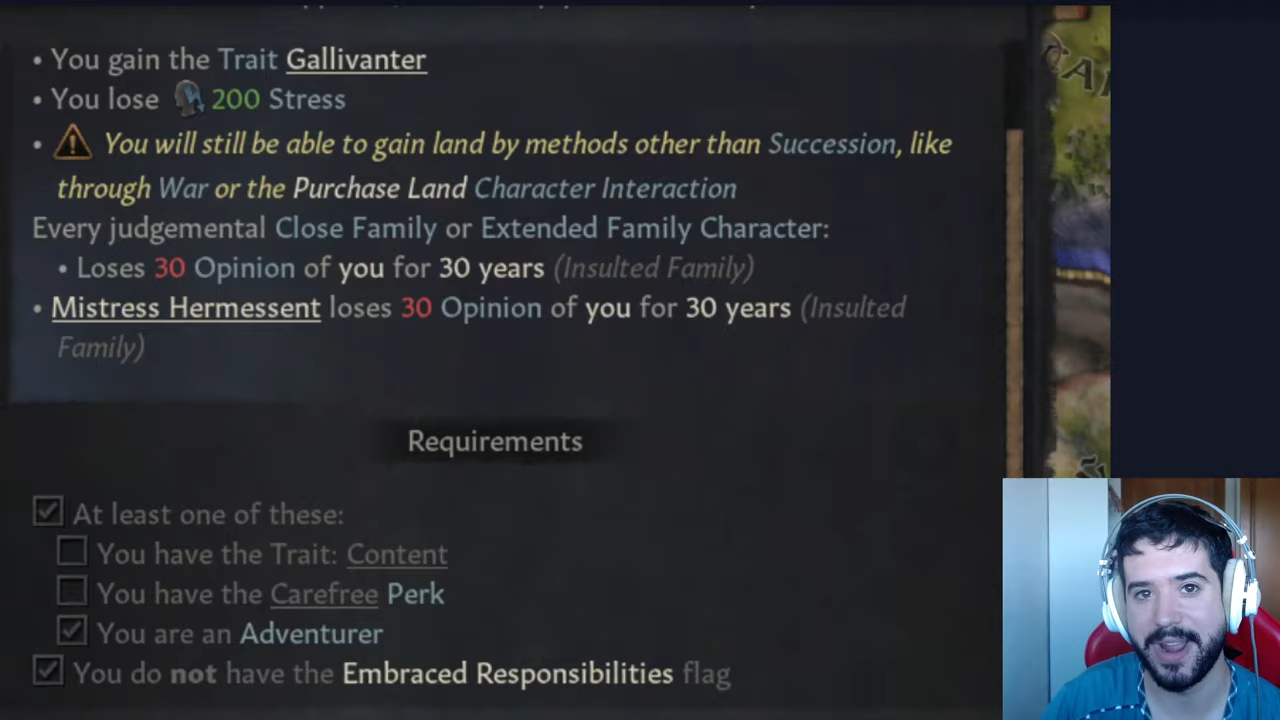 • You gain the Trait Gallivanter
• You lose 200 Stress
• You will still be able to gain land by methods other than Succession, like
through War or the Purchase Land Character Interaction
Every judgemental Close Family or Extended Family Character:
• Loses 30 Opinion of you for 30 years (Insulted Family)
• Mistress Hermessent loses 30 Opinion of you for 30 years (Insulted
Family)
Requirements
At least one of these:
You have the Trait: Content
You have the Carefree Perk
You are an Adventurer
You do not have the Embraced Responsibilities flag